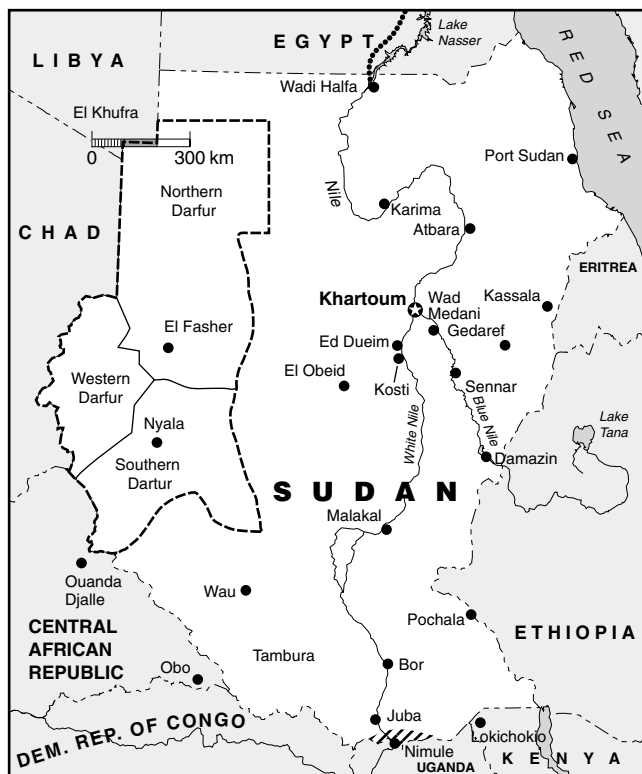 EGYPT
Lake
Nasser
LIBYA
RED SEA
Wadi Halfa
El Khufra
0 300 km
Port Sudan
Northern
Darfur
Nile
Karima
Atbara
CHAD
ERITREA
Khartoum
Wad
Medani
Kassala
Gedaref
El Fasher
Ed Dueim
El Obeid
Kosti
Sennar
Western
Darfur
White Nile
Blue Nile
Lake
Tana
Nyala
Southern
Dartur
Damazin
SUDAN
Malakal
Ouanda
Djalle
Wau
Pochala
CENTRAL
AFRICAN
REPUBLIC
ETHIOPIA
Tambura
Obo
Bor
Juba
DEM. REP. OF CONGO
Nimule
Lokichokio
UGANDA
KENYA